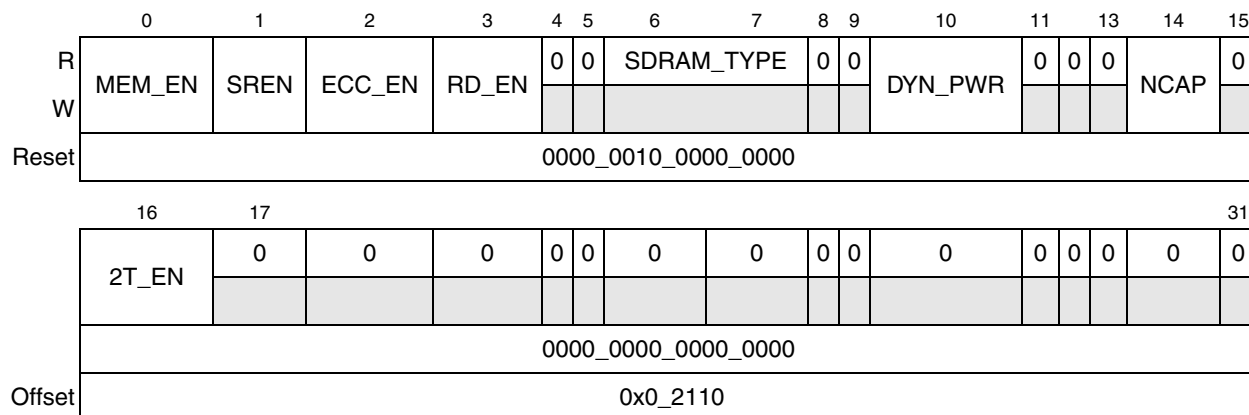 0 1 2 3 4 5 6 7 8 9 10 11 13 14 15
R MEM_EN SREN ECC_EN RD_EN 0 0 SDRAM_TYPE 0 0 DYN_PWR 0 0 0 NCAP 0
W
Reset 0000_0010_0000_0000
16 17 31
2T_EN 0 0 0 0 0 0 0 0 0 0 0 0 0 0 0
0000_0000_0000_0000
Offset 0x0_2110